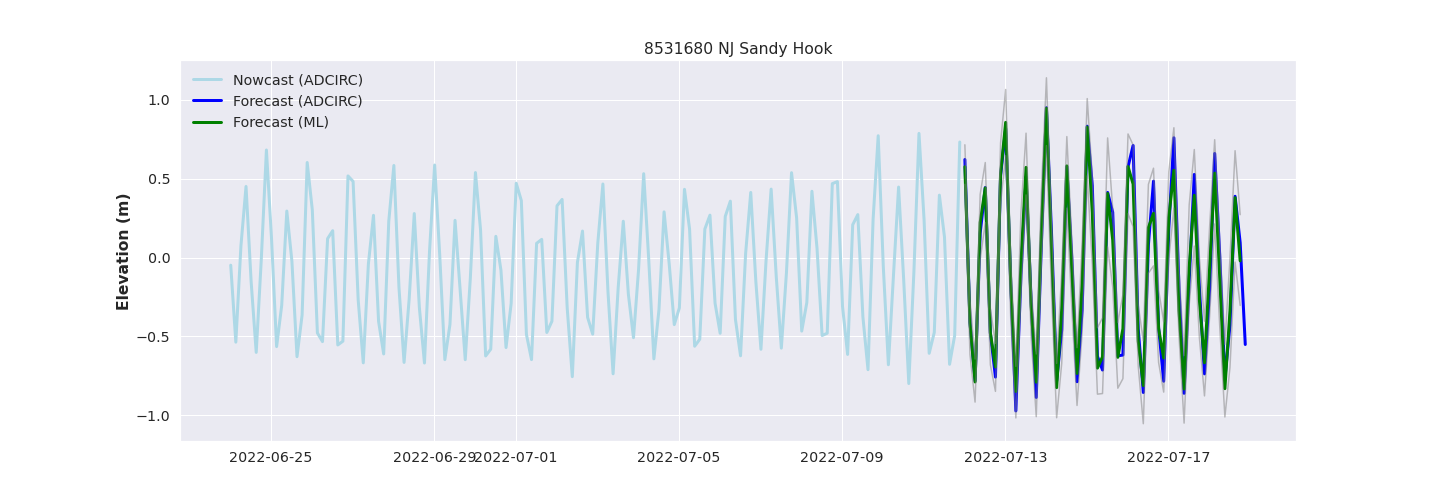 8531680 NJ Sandy Hook
Nowcast (ADCIRC)
Forecast (ADCIRC)
Forecast (ML)
Elevation (m)
1.0
0.5
0.0
−0.5
−1.0
2022-06-25
2022-06-29
2022-07-01
2022-07-05
2022-07-09
2022-07-13
2022-07-17